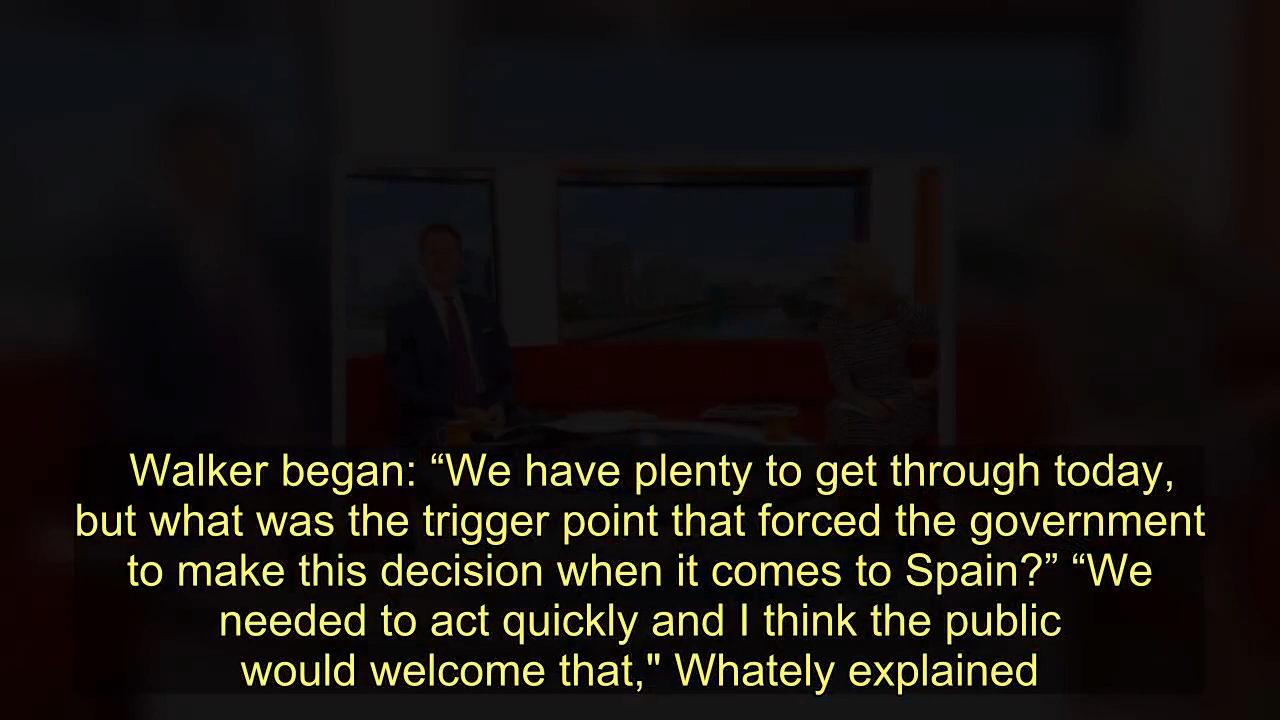 Walker began: “We have plenty to get through today,
but what was the trigger point that forced the government
to make this decision when it comes to Spain?” “We
needed to act quickly and I think the public
would welcome that," Whately explained